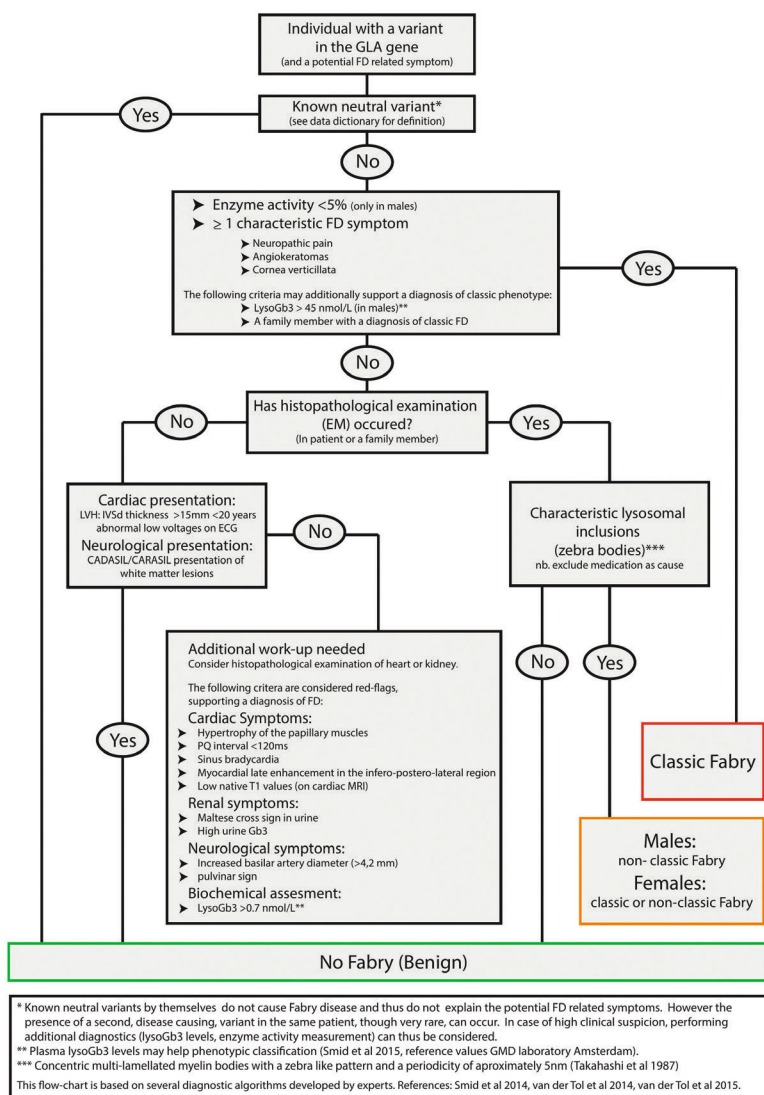 Individual with a variant
in the GLA gene
(and a potential FD related symptom)
Yes
Known neutral variant*
(see data dictionary for definition)
No
➤ Enzyme activity <5% (only in males)
➤ ≥ 1 characteristic FD symptom
➤ Neuropathic pain
➤ Angiokeratomas
➤ Cornea verticillata
The following criteria may additionally support a diagnosis of classic phenotype:
➤ LysoGb3 > 45 nmol/L (in males)**
➤ A family member with a diagnosis of classic FD
Yes
No
Has histopathological examination
(EM) occured?
(In patient or a family member)
No
Yes
Cardiac presentation:
LVH: IVSd thickness >15mm <20 years
abnormal low voltages on ECG
Neurological presentation:
CADASIL/CARASIL presentation of
white matter lesions
No
Characteristic lysosomal
inclusions
(zebra bodies)***
nb. exclude medication as cause
Additional work-up needed
Consider histopathological examination of heart or kidney.
The following critera are considered red-flags,
supporting a diagnosis of FD:
Cardiac Symptoms:
➤ Hypertrophy of the papillary muscles
➤ PQ interval <120ms
➤ Sinus bradycardia
➤ Myocardial late enhancement in the infero-postero-lateral region
➤ Low native T1 values (on cardiac MRI)
Renal symptoms:
➤ Maltese cross sign in urine
➤ High urine Gb3
Neurological symptoms:
➤ Increased basilar artery diameter (>4,2 mm)
➤ pulvinar sign
Biochemical assesment:
➤ LysoGb3 >0.7 nmol/L**
Yes
No
Yes
Classic Fabry
Males:
non- classic Fabry
Females:
classic or non-classic Fabry
No Fabry (Benign)
* Known neutral variants by themselves do not cause Fabry disease and thus do not explain the potential FD related symptoms. However the
presence of a second, disease causing, variant in the same patient, though very rare, can occur. In case of high clinical suspicion, performing
additional diagnostics (lysoGb3 levels, enzyme activity measurement) can thus be considered.
** Plasma lysoGb3 levels may help phenotypic classification (Smid et al 2015, reference values GMD laboratory Amsterdam).
*** Concentric multi-lamellated myelin bodies with a zebra like pattern and a periodicity of aproximately 5nm (Takahashi et al 1987)
This flow-chart is based on several diagnostic algorithms developed by experts. References: Smid et al 2014, van der Tol et al 2014, van der Tol et al 2015.